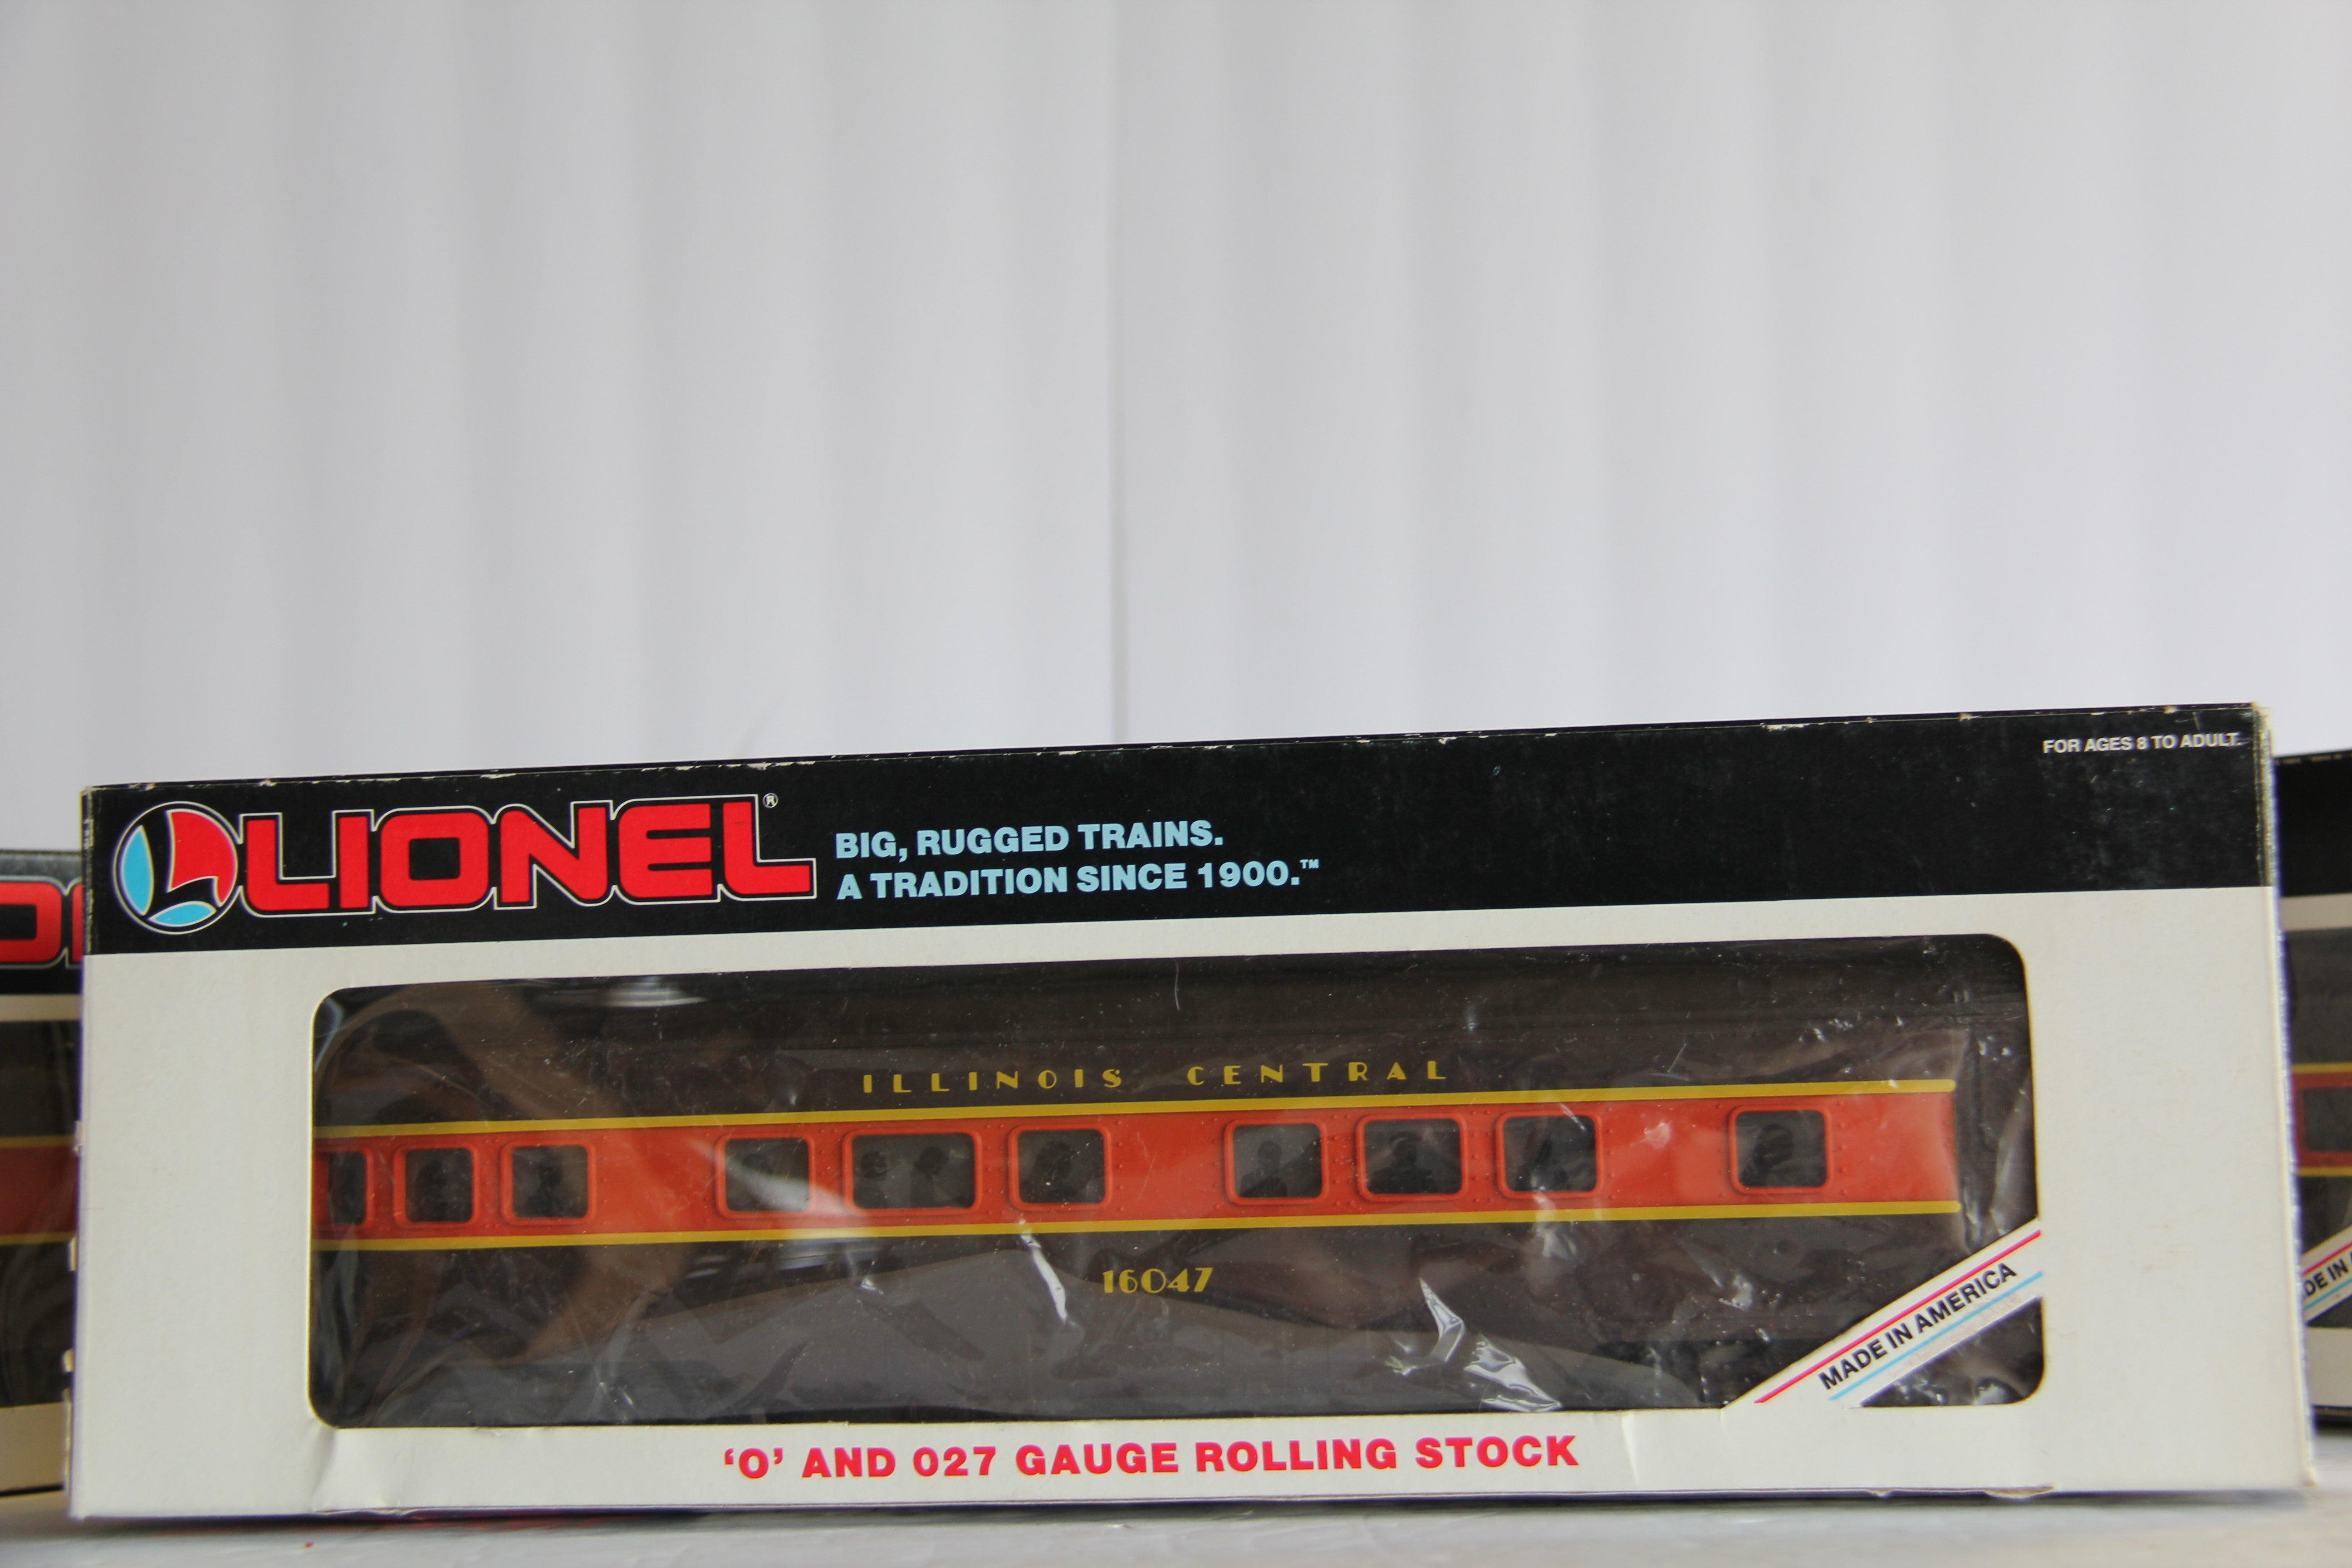 LIONEL®
BIG, RUGGED TRAINS.
A TRADITION SINCE 1900.™
FOR AGES 8 TO ADULT.
ILLINOIS CENTRAL
16047
MADE IN AMERICA
‘O’ AND 027 GAUGE ROLLING STOCK